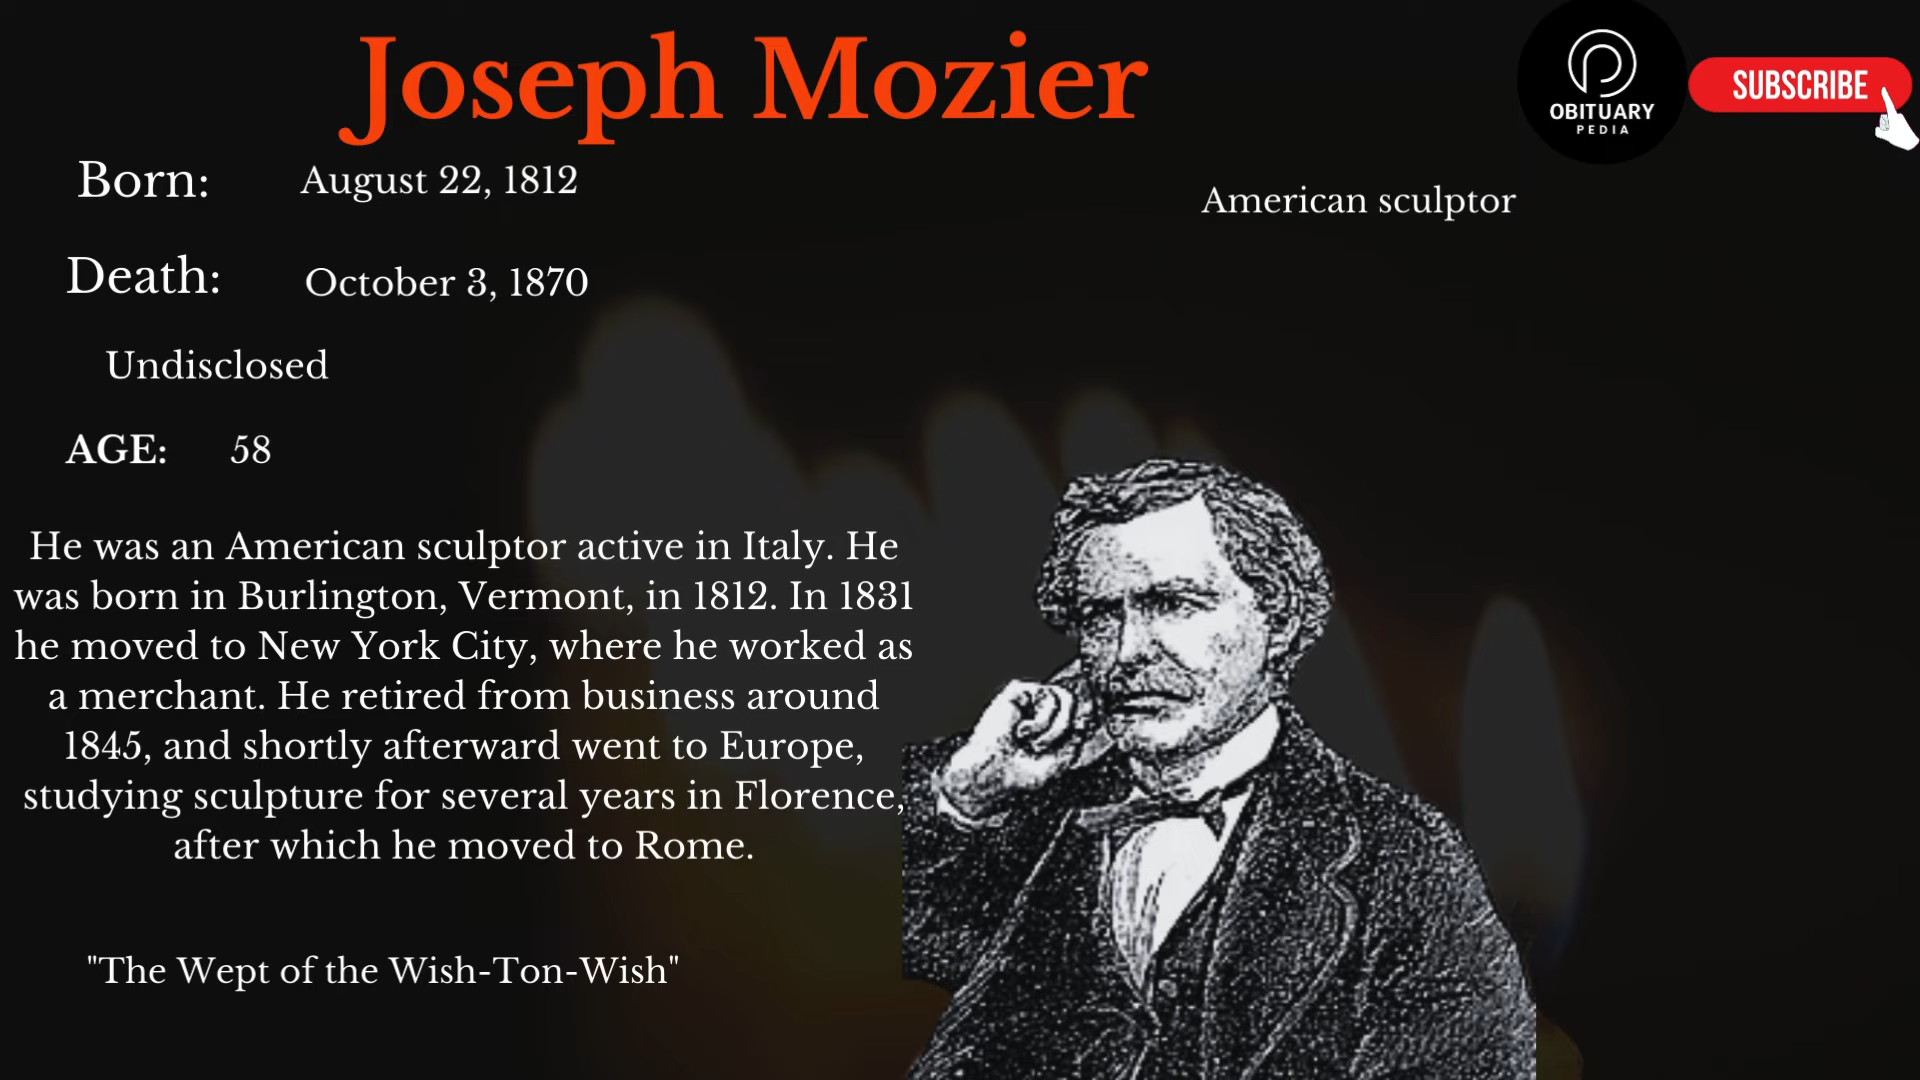 Joseph Mozier
OBITUARY
PEDIA
SUBSCRIBE
Born: August 22, 1812
American sculptor
Death: October 3, 1870
Undisclosed
AGE: 58
He was an American sculptor active in Italy. He
was born in Burlington, Vermont, in 1812. In 1831
he moved to New York City, where he worked as
a merchant. He retired from business around
1845, and shortly afterward went to Europe,
studying sculpture for several years in Florence,
after which he moved to Rome.
"The Wept of the Wish-Ton-Wish"